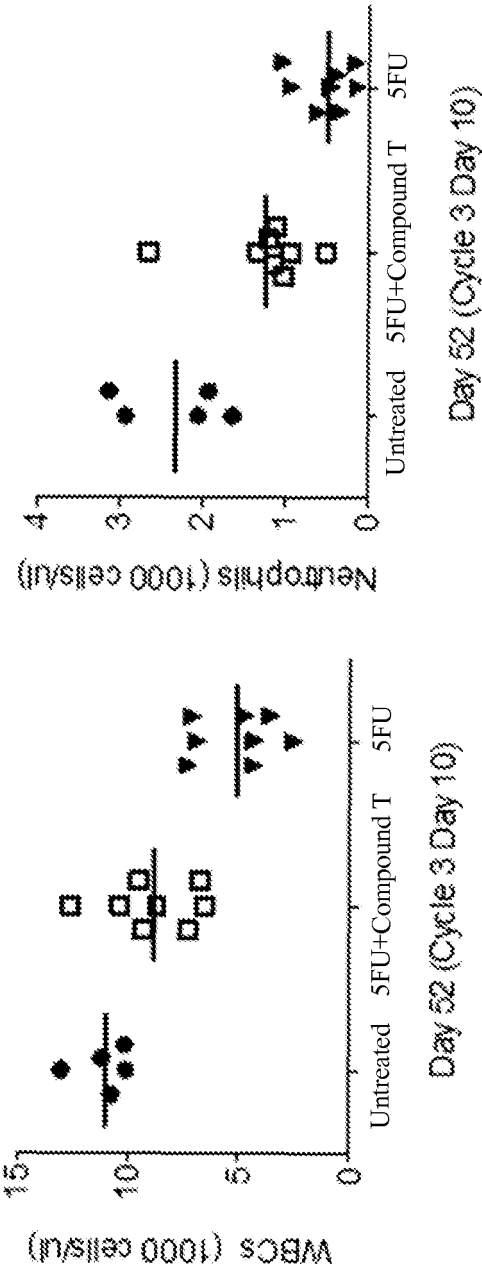 WBCs (1000 cells/ul)
15
10
5
0
Untreated 5FU+Compound T 5FU
Day 52 (Cycle 3 Day 10)
Neutrophils (1000 cells/ul)
4
3
2
1
0
Untreated 5FU+Compound T 5FU
Day 52 (Cycle 3 Day 10)